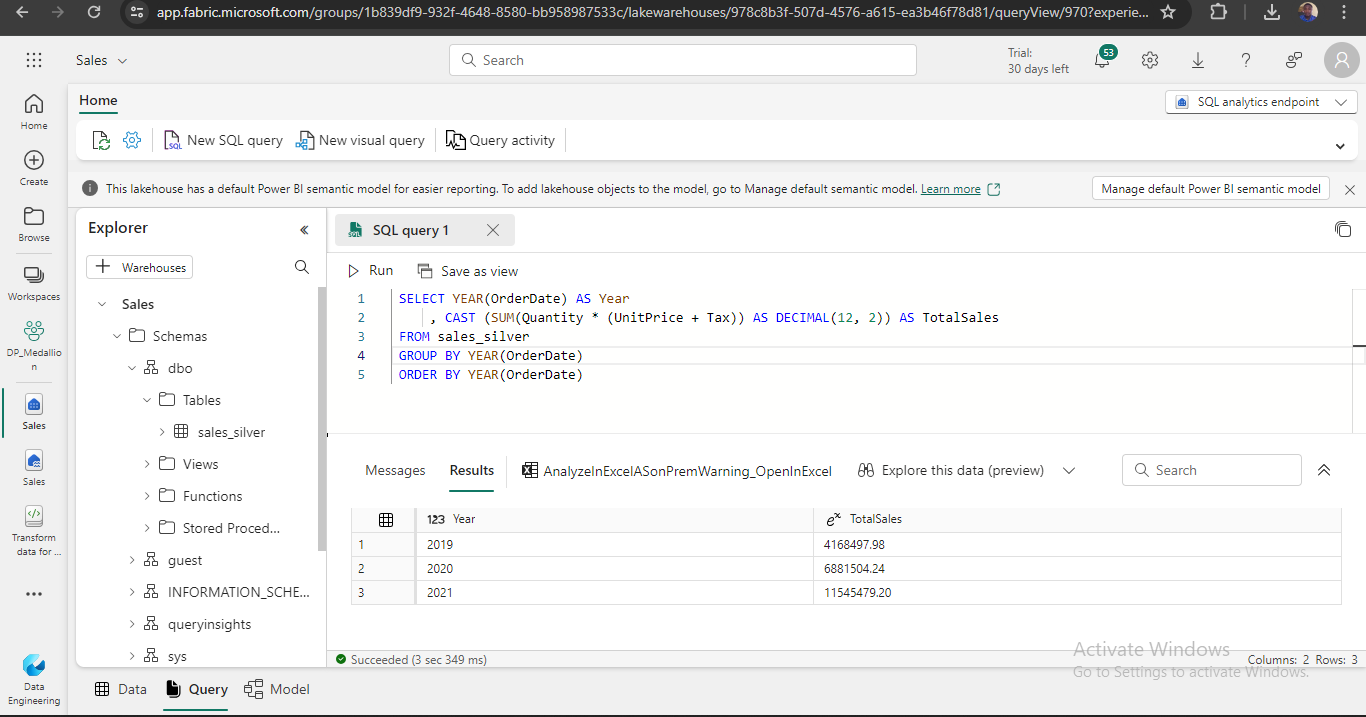 app.fabric.microsoft.com/groups/1b839df9-932f-4648-8580-bb958987533c/lakewarehouses/978c8b3f-507d-4576-a615-ea3b46f78d81/queryView/970?experie...
Sales
Search
Trial:
30 days left
53
Home
SQL analytics endpoint
New SQL query
New visual query
Query activity
This lakehouse has a default Power BI semantic model for easier reporting. To add lakehouse objects to the model, go to Manage default semantic model. Learn more
Manage default Power BI semantic model
Home
Create
Browse
Workspaces
DP_Medallio
n
Sales
Sales
Transform
data for ...
Data
Engineering
Explorer
Warehouses
Sales
Schemas
dbo
Tables
sales_silver
Views
Functions
Stored Proced...
guest
INFORMATION_SCHE...
queryinsights
sys
SQL query 1
Run
Save as view
1 SELECT YEAR(OrderDate) AS Year
2 , CAST (SUM(Quantity * (UnitPrice + Tax)) AS DECIMAL(12, 2)) AS TotalSales
3 FROM sales_silver
4 GROUP BY YEAR(OrderDate)
5 ORDER BY YEAR(OrderDate)
Messages
Results
AnalyzeInExcelASonPremWarning_OpenInExcel
Explore this data (preview)
Search
123 Year
TotalSales
1 2019 4168497.98
2 2020 6881504.24
3 2021 11545479.20
Succeeded (3 sec 349 ms)
Columns: 2 Rows: 3
Activate Windows
Go to Settings to activate Windows.
Data
Query
Model